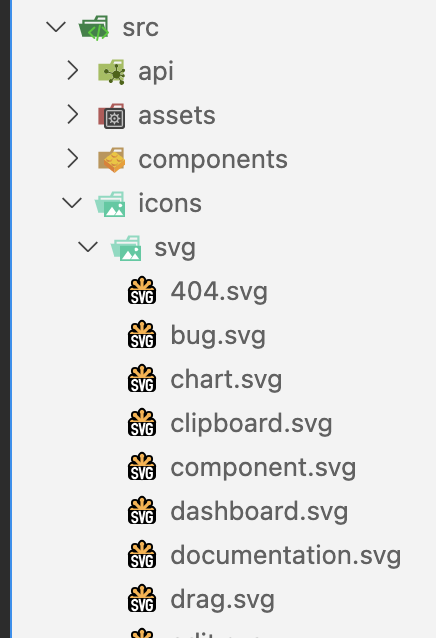 src
api
assets
components
icons
svg
SVG 404.svg
SVG bug.svg
SVG chart.svg
SVG clipboard.svg
SVG component.svg
SVG dashboard.svg
SVG documentation.svg
SVG drag.svg